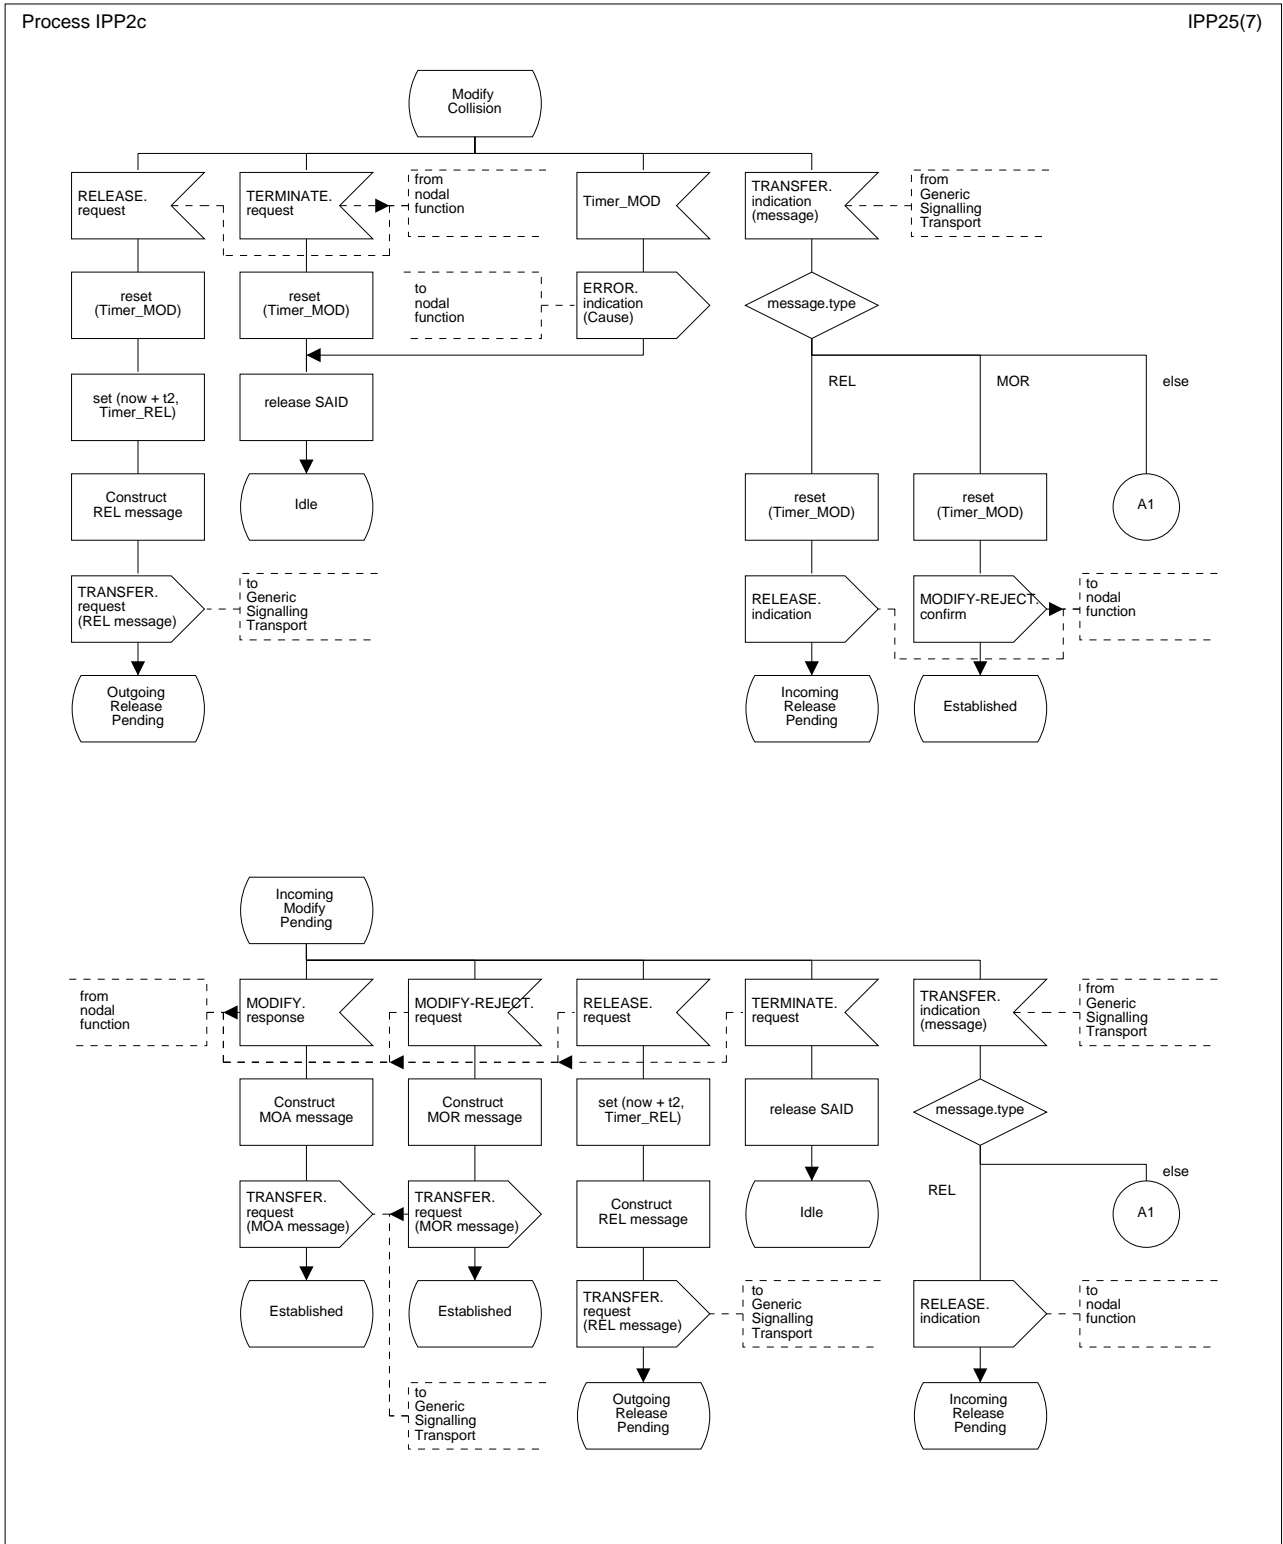 Process IPP2c
IPP25(7)
Modify
Collision
RELEASE.
request
TERMINATE.
request
from
nodal
function
Timer_MOD
TRANSFER.
indication
(message)
from
Generic
Signalling
Transport
reset
(Timer_MOD)
reset
(Timer_MOD)
to
nodal
function
ERROR.
indication
(Cause)
message.type
REL
MOR
else
set (now + t2,
Timer_REL)
release SAID
Construct
REL message
Idle
reset
(Timer_MOD)
reset
(Timer_MOD)
A1
TRANSFER.
request
(REL message)
to
Generic
Signalling
Transport
RELEASE.
indication
MODIFY-REJECT.
confirm
to
nodal
function
Outgoing
Release
Pending
Incoming
Release
Pending
Established
Incoming
Modify
Pending
from
nodal
function
MODIFY.
response
MODIFY-REJECT.
request
RELEASE.
request
TERMINATE.
request
TRANSFER.
indication
(message)
from
Generic
Signalling
Transport
Construct
MOA message
Construct
MOR message
set (now + t2,
Timer_REL)
release SAID
message.type
REL
else
TRANSFER.
request
(MOA message)
TRANSFER.
request
(MOR message)
Construct
REL message
Idle
A1
Established
Established
TRANSFER.
request
(REL message)
to
Generic
Signalling
Transport
RELEASE.
indication
to
nodal
function
to
Generic
Signalling
Transport
Outgoing
Release
Pending
Incoming
Release
Pending